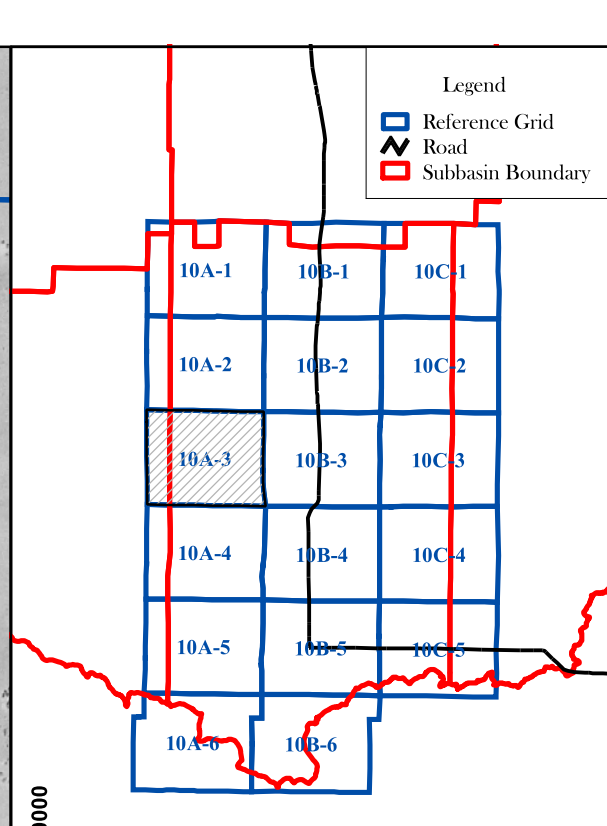 Legend
Reference Grid
Road
Subbasin Boundary
10A-1 10B-1 10C-1
10A-2 10B-2 10C-2
10A-3 10B-3 10C-3
10A-4 10B-4 10C-4
10A-5 10B-5 10C-5
10A-6 10B-6
0000